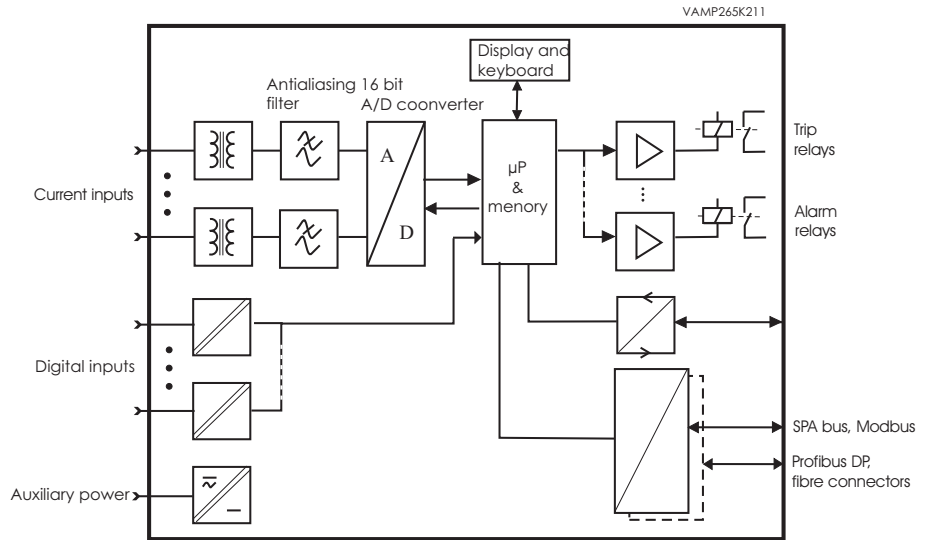 VAMP265K211
Display and
keyboard
Antialiasing 16 bit
filter A/D coonverter
A
D
µP
&
menory
Trip
relays
Current inputs
Alarm
relays
Digital inputs
SPA bus, Modbus
Profibus DP,
fibre connectors
Auxiliary power